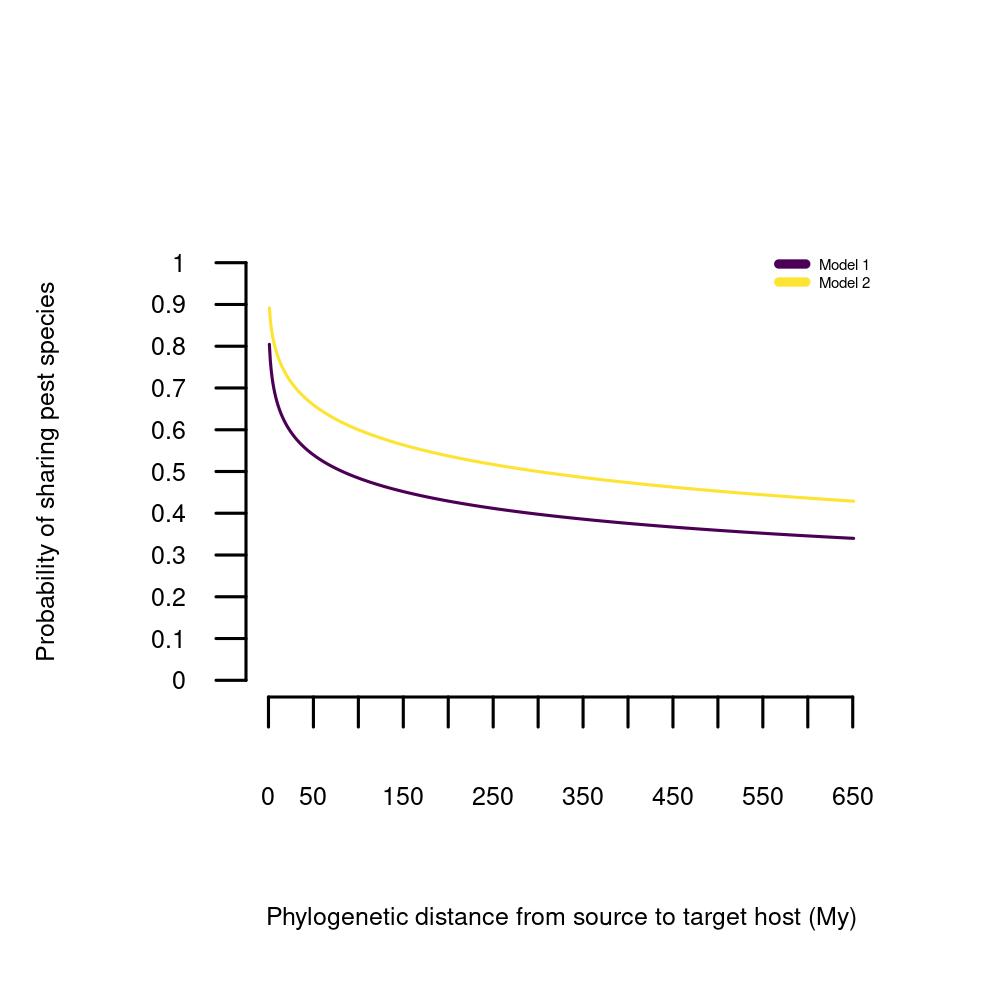 Model 1
Model 2
Probability of sharing pest species
1
0.9
0.8
0.7
0.6
0.5
0.4
0.3
0.2
0.1
0
0 50 150 250 350 450 550 650
Phylogenetic distance from source to target host (My)